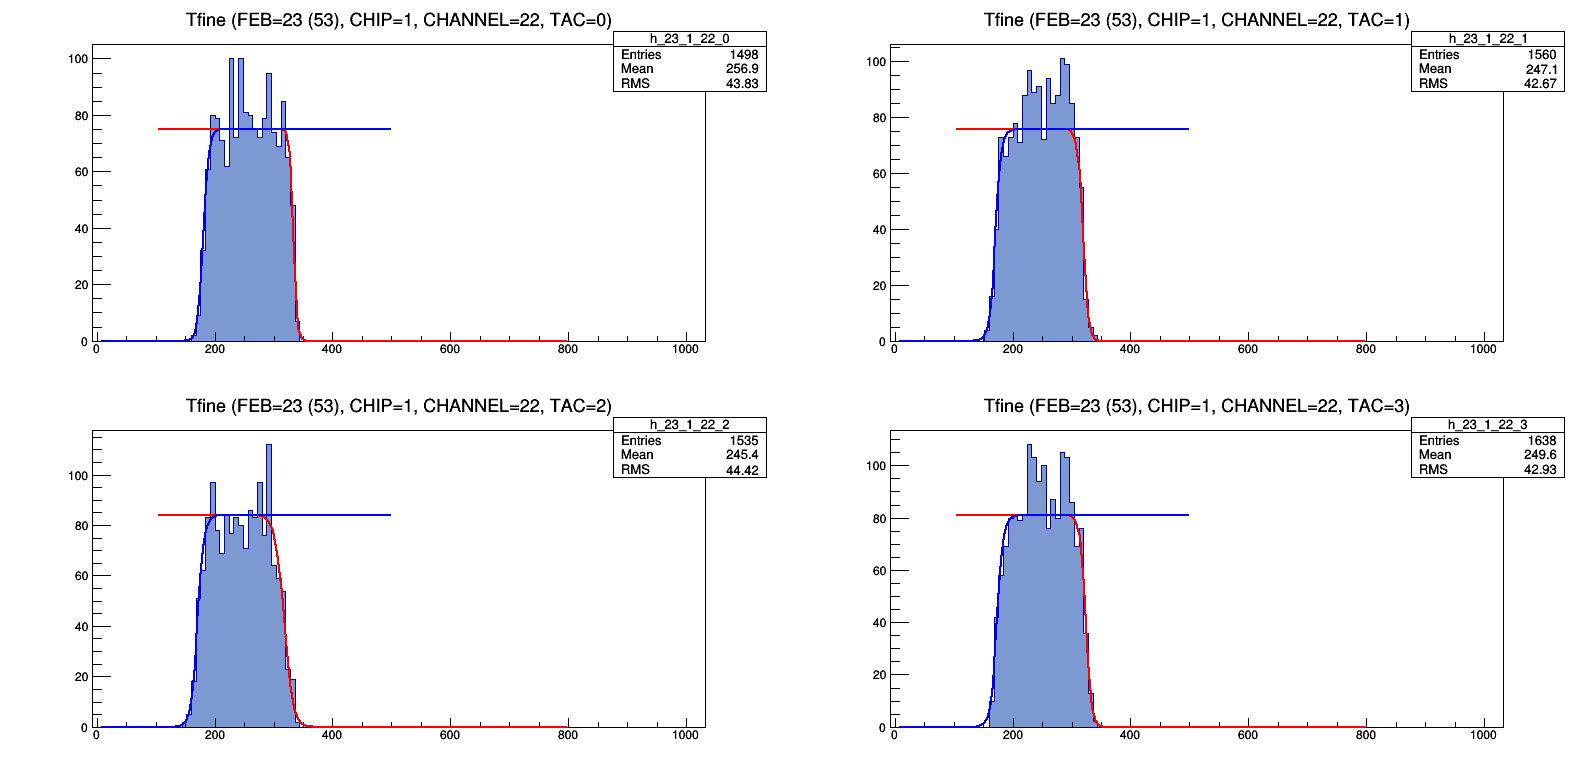 Tfine (FEB=23 (53), CHIP=1, CHANNEL=22, TAC=0)
h_23_1_22_0
Entries 1498
Mean 256.9
RMS 43.83
100
80
60
40
20
0
0 200 400 600 800 1000
Tfine (FEB=23 (53), CHIP=1, CHANNEL=22, TAC=1)
h_23_1_22_1
Entries 1560
Mean 247.1
RMS 42.67
100
80
60
40
20
0
0 200 400 600 800 1000
Tfine (FEB=23 (53), CHIP=1, CHANNEL=22, TAC=2)
h_23_1_22_2
Entries 1535
Mean 245.4
RMS 44.42
100
80
60
40
20
0
0 200 400 600 800 1000
Tfine (FEB=23 (53), CHIP=1, CHANNEL=22, TAC=3)
h_23_1_22_3
Entries 1638
Mean 249.6
RMS 42.93
100
80
60
40
20
0
0 200 400 600 800 1000